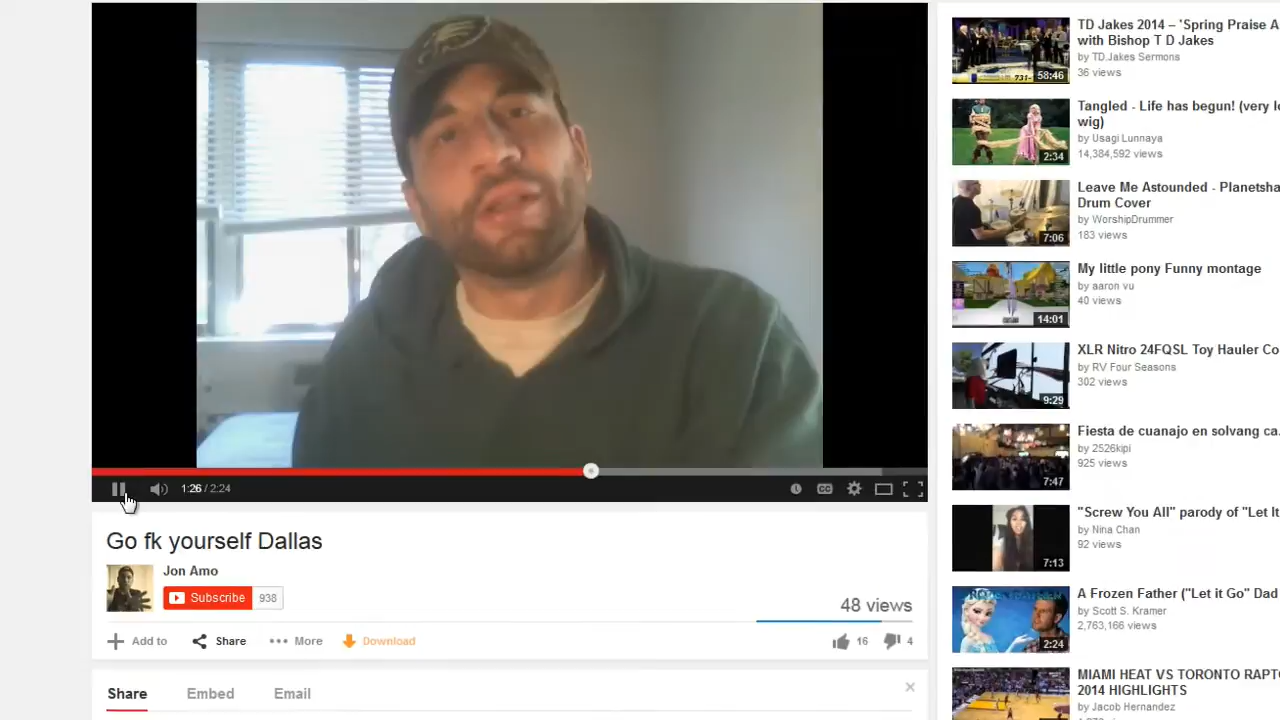 1:26 / 2:24
Go fk yourself Dallas
Jon Amo
Subscribe 938
48 views
Add to Share More Download 16 4
Share Embed Email
TD Jakes 2014 – 'Spring Praise A
with Bishop T D Jakes
by TD.Jakes Sermons
36 views
58:46
Tangled - Life has begun! (very l
wig)
by Usagi Lunnaya
14,384,592 views
2:34
Leave Me Astounded - Planetsha
Drum Cover
by WorshipDrummer
183 views
7:06
My little pony Funny montage
by aaron vu
40 views
14:01
XLR Nitro 24FQSL Toy Hauler Co
by RV Four Seasons
302 views
9:29
Fiesta de cuanajo en solvang ca.
by 2526kipi
925 views
7:47
"Screw You All" parody of "Let It
by Nina Chan
92 views
7:13
A Frozen Father ("Let it Go" Dad
by Scott S. Kramer
2,763,166 views
2:24
MIAMI HEAT VS TORONTO RAPT
2014 HIGHLIGHTS
by Jacob Hernandez